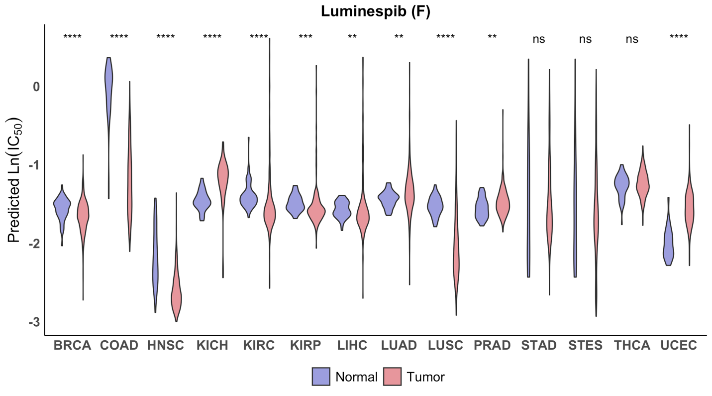 Luminespib (F)
**** **** **** **** **** *** ** ** **** ** ns ns ns ****
Predicted Ln(IC50)
0
-1
-2
-3
BRCA COAD HNSC KICH KIRC KIRP LIHC LUAD LUSC PRAD STAD STES THCA UCEC
Normal Tumor